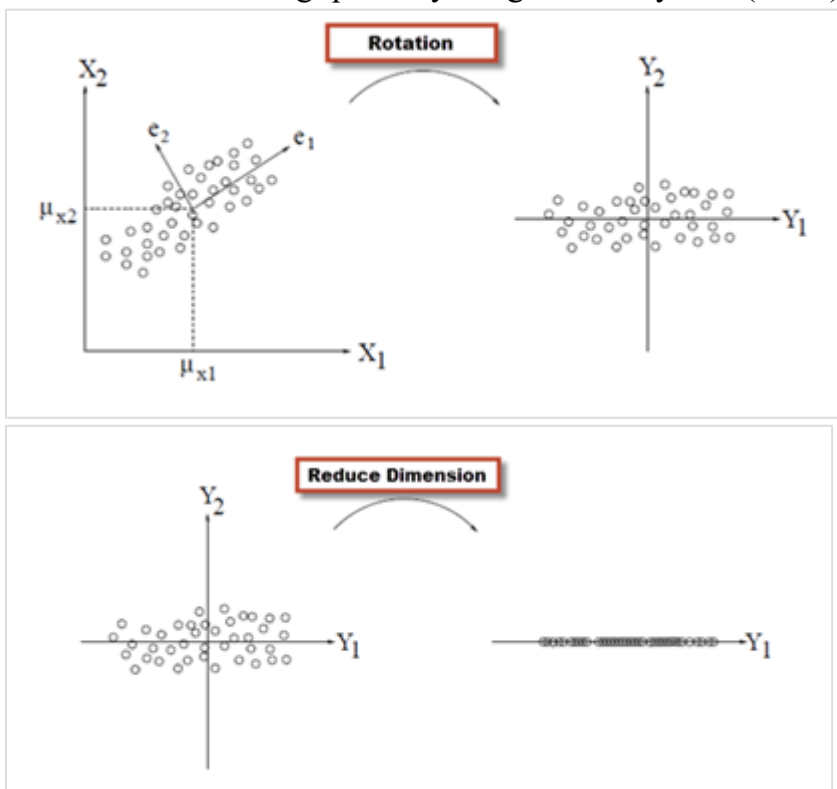 Rotation
X2
Y2
e2
e1
μx2
Y1
X1
μx1
Reduce Dimension
Y2
Y1
Y1